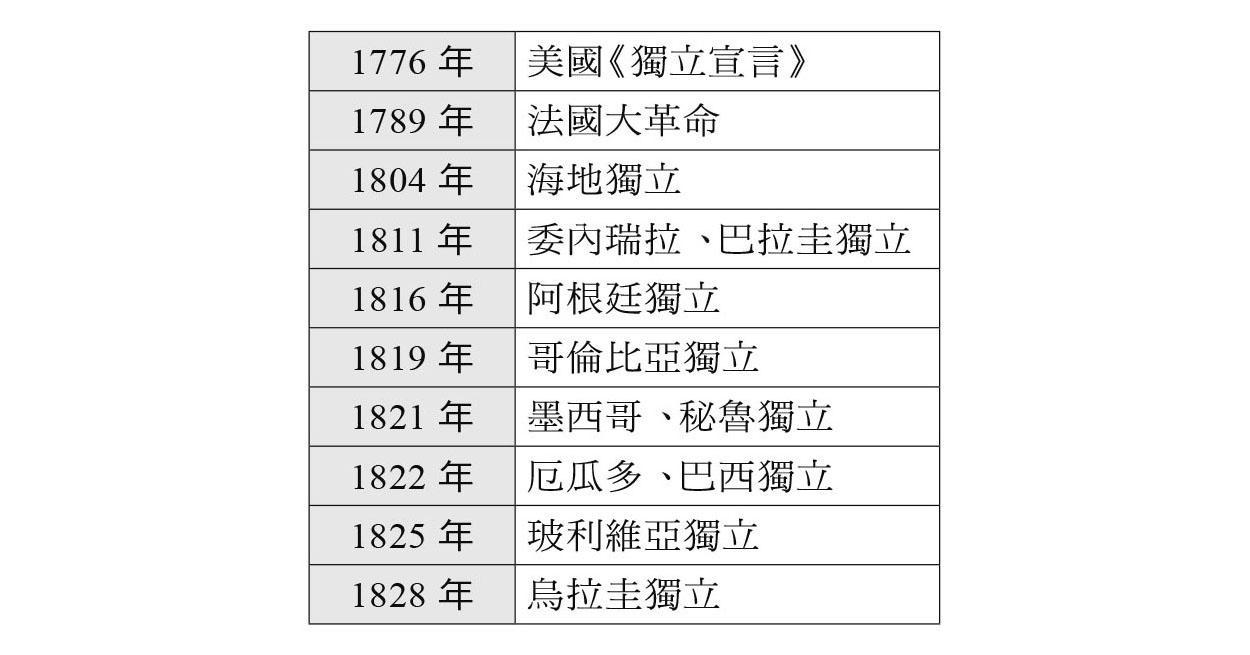 1776 年 美國《獨立宣言》
1789 年 法國大革命
1804 年 海地獨立
1811 年 委內瑞拉、巴拉圭獨立
1816 年 阿根廷獨立
1819 年 哥倫比亞獨立
1821 年 墨西哥、秘魯獨立
1822 年 厄瓜多、巴西獨立
1825 年 玻利維亞獨立
1828 年 烏拉圭獨立